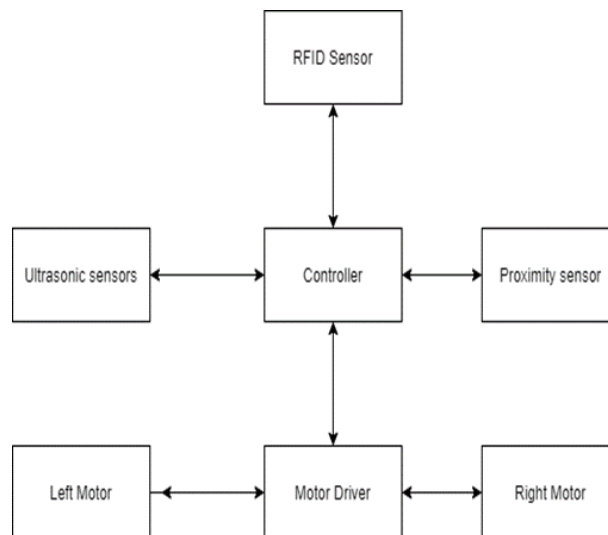 RFID Sensor
Ultrasonic sensors
Controller
Proximity sensor
Left Motor
Motor Driver
Right Motor